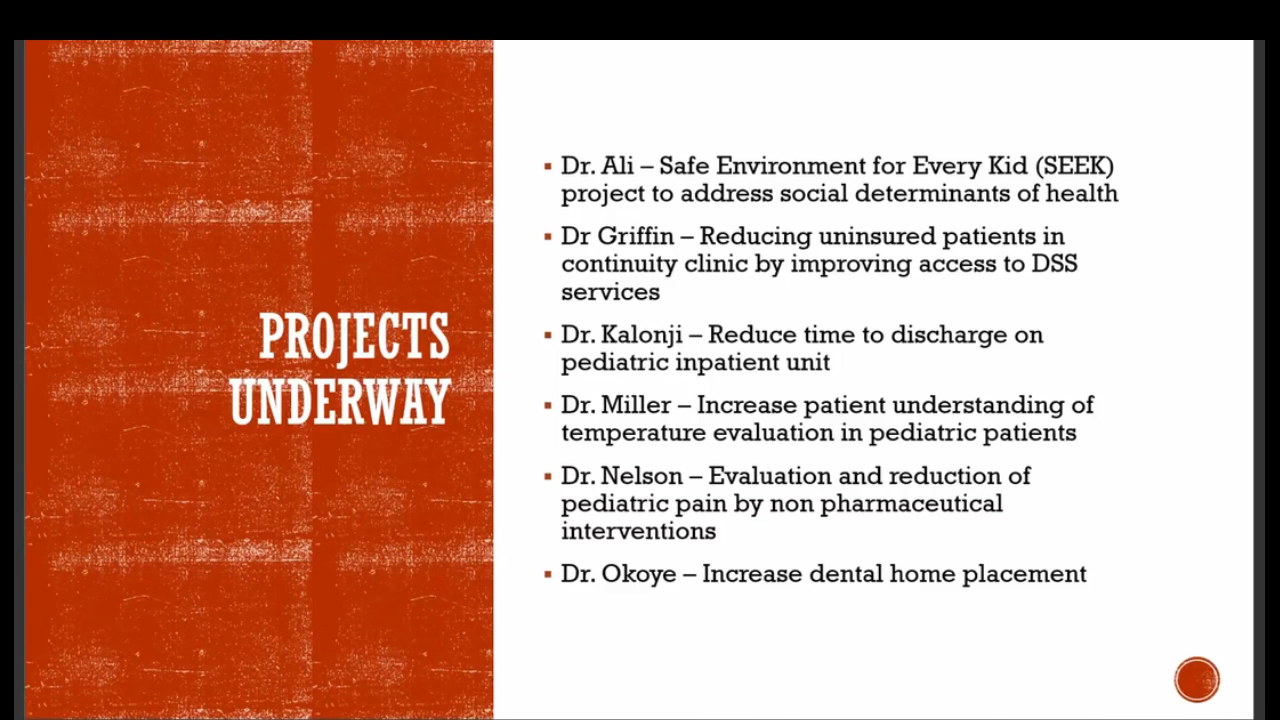 PROJECTS
UNDERWAY
Dr. Ali – Safe Environment for Every Kid (SEEK)
project to address social determinants of health
Dr Griffin – Reducing uninsured patients in
continuity clinic by improving access to DSS
services
Dr. Kalonji – Reduce time to discharge on
pediatric inpatient unit
Dr. Miller – Increase patient understanding of
temperature evaluation in pediatric patients
Dr. Nelson – Evaluation and reduction of
pediatric pain by non pharmaceutical
interventions
Dr. Okoye – Increase dental home placement